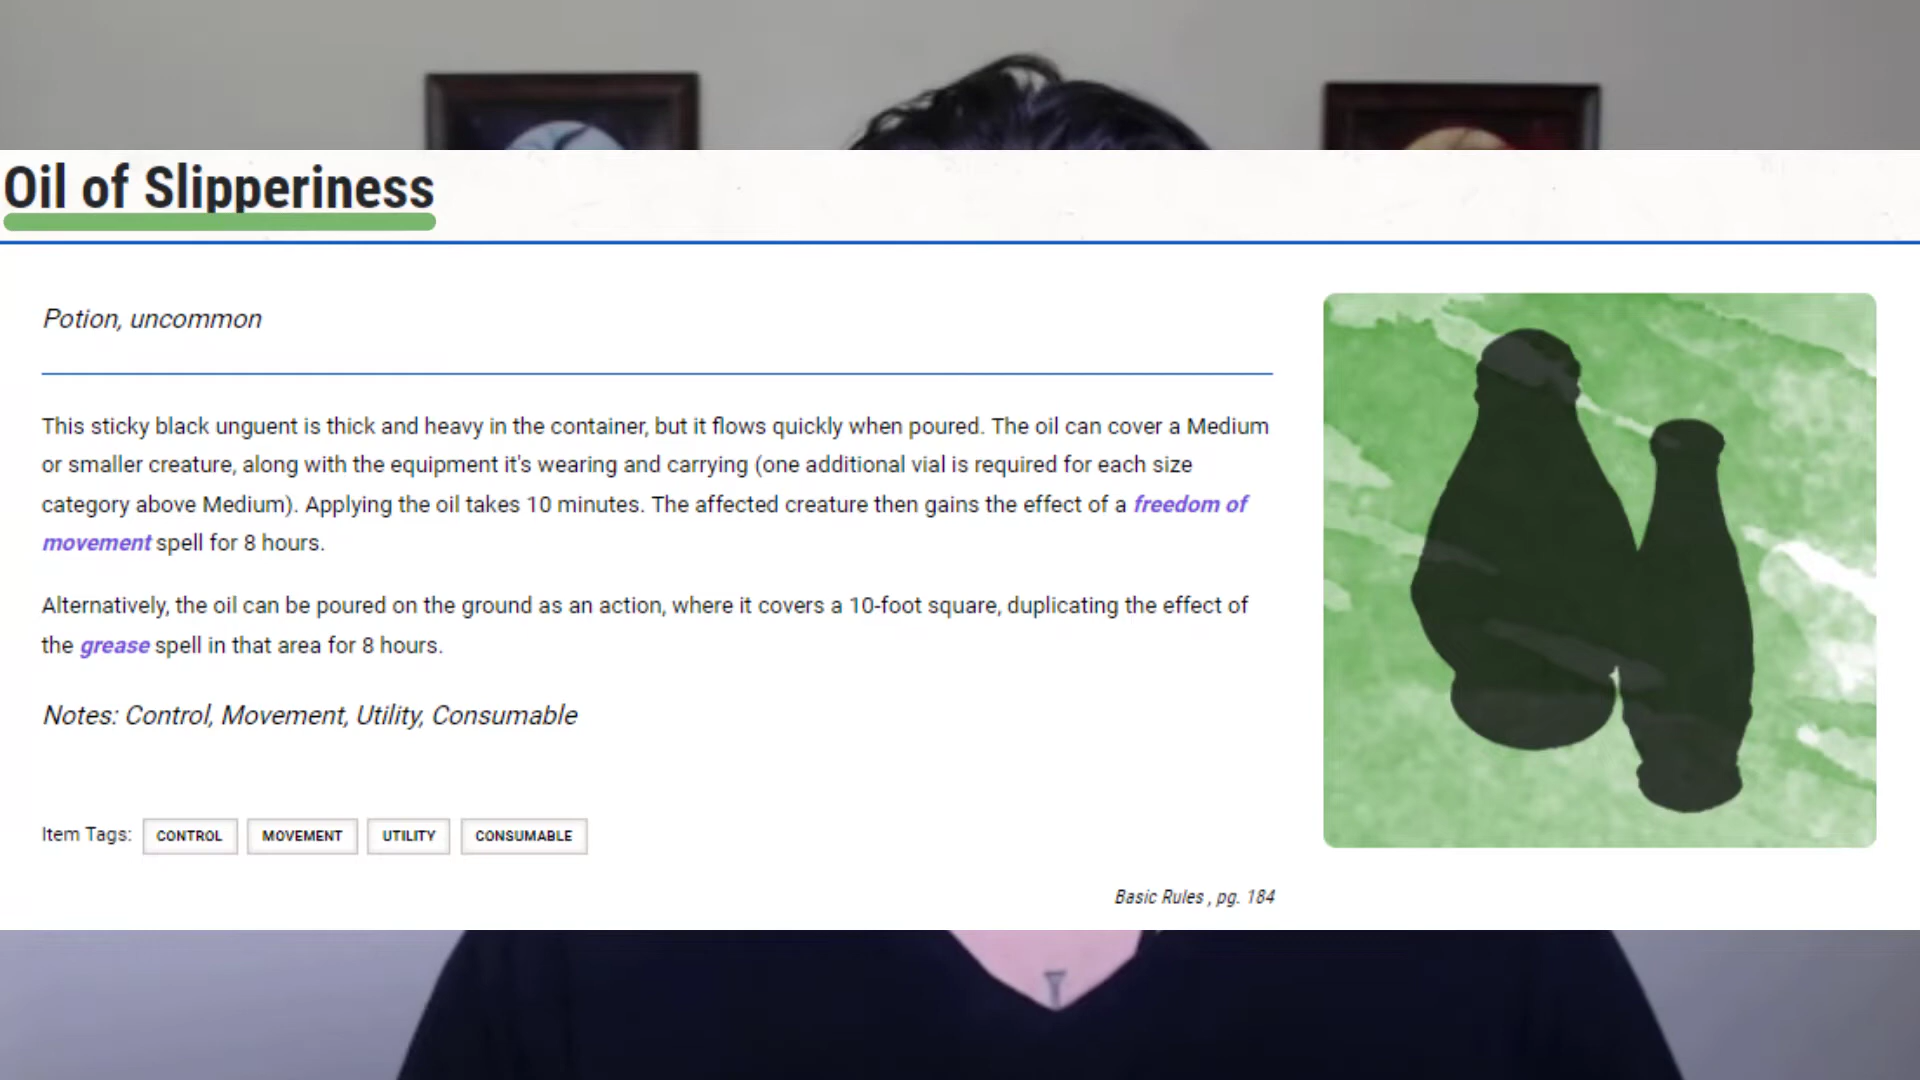 Oil of Slipperiness
Potion, uncommon
This sticky black unguent is thick and heavy in the container, but it flows quickly when poured. The oil can cover a Medium
or smaller creature, along with the equipment it's wearing and carrying (one additional vial is required for each size
category above Medium). Applying the oil takes 10 minutes. The affected creature then gains the effect of a freedom of
movement spell for 8 hours.
Alternatively, the oil can be poured on the ground as an action, where it covers a 10-foot square, duplicating the effect of
the grease spell in that area for 8 hours.
Notes: Control, Movement, Utility, Consumable
Item Tags: CONTROL MOVEMENT UTILITY CONSUMABLE
Basic Rules , pg. 184